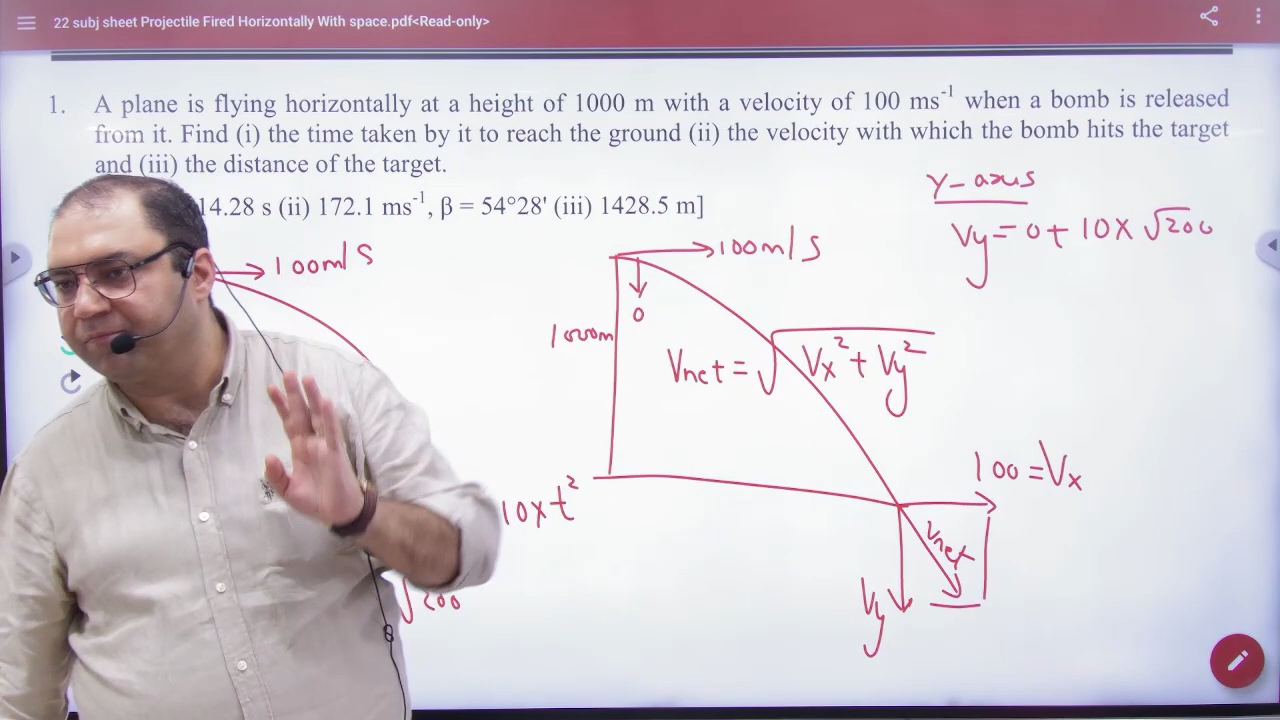 22 subj sheet Projectile Fired Horizontally With space.pdf<Read-only>
1. A plane is flying horizontally at a height of 1000 m with a velocity of 100 ms⁻¹ when a bomb is released
from it. Find (i) the time taken by it to reach the ground (ii) the velocity with which the bomb hits the target
and (iii) the distance of the target.
14.28 s (ii) 172.1 ms⁻¹, β = 54°28' (iii) 1428.5 m]
Y-axis
Vy = 0 + 10 × √200
100m/s
100m/s
0
1000m
Vnet = √Vx² + Vy²
100 = Vx
10×t²
Vnet
Vy
√200